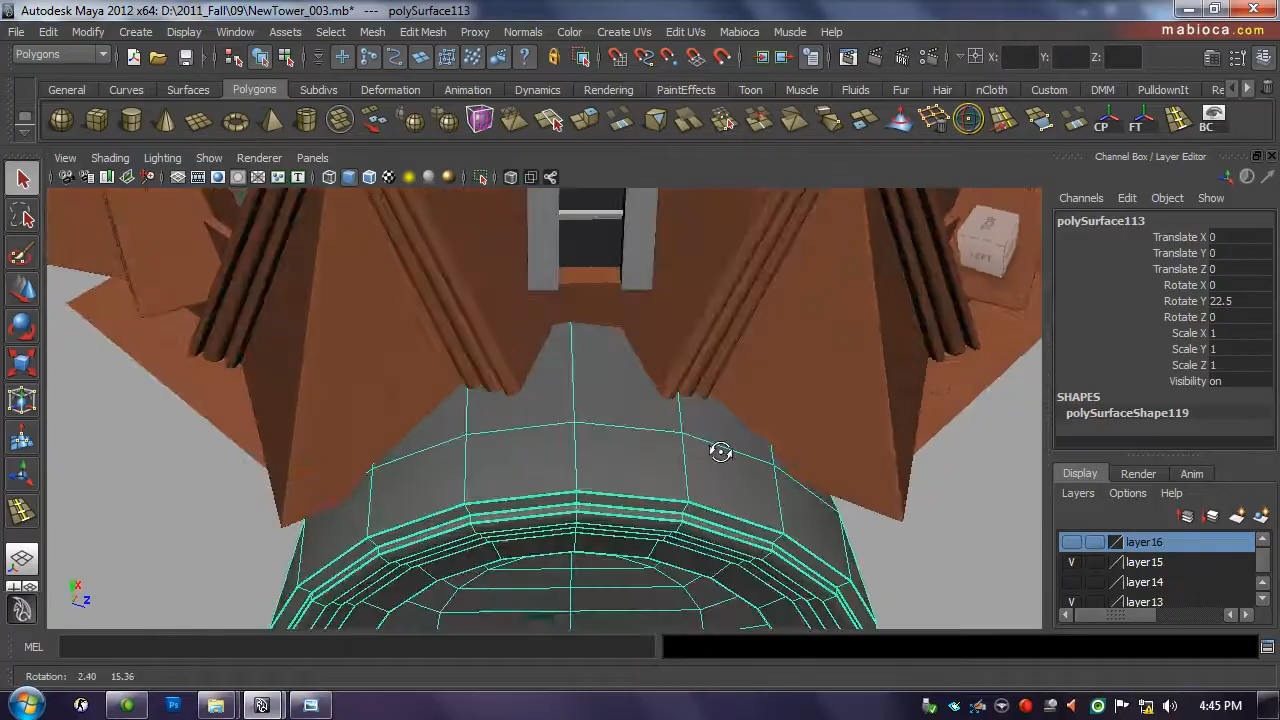 Autodesk Maya 2012 x64: D:\2011_Fall\09\NewTower_003.mb* --- polySurface113
File Edit Modify Create Display Window Assets Select Mesh Edit Mesh Proxy Normals Color Create UVs Edit UVs Mabioca Muscle Help
mabioca.com
Polygons X: Y: Z:
General Curves Surfaces Polygons Subdivs Deformation Animation Dynamics Rendering PaintEffects Toon Muscle Fluids Fur Hair nCloth Custom DMM PulldownIt Re
CP FT BC
View Shading Lighting Show Renderer Panels
Channel Box / Layer Editor
Channels Edit Object Show
polySurface113
Translate X 0
Translate Y 0
Translate Z 0
Rotate X 0
Rotate Y 22.5
Rotate Z 0
Scale X 1
Scale Y 1
Scale Z 1
Visibility on
SHAPES
polySurfaceShape119
LEFT
Display Render Anim
Layers Options Help
layer16
V layer15
layer14
V layer13
X
Z
MEL
Rotation: 2.40 15.36
4:45 PM